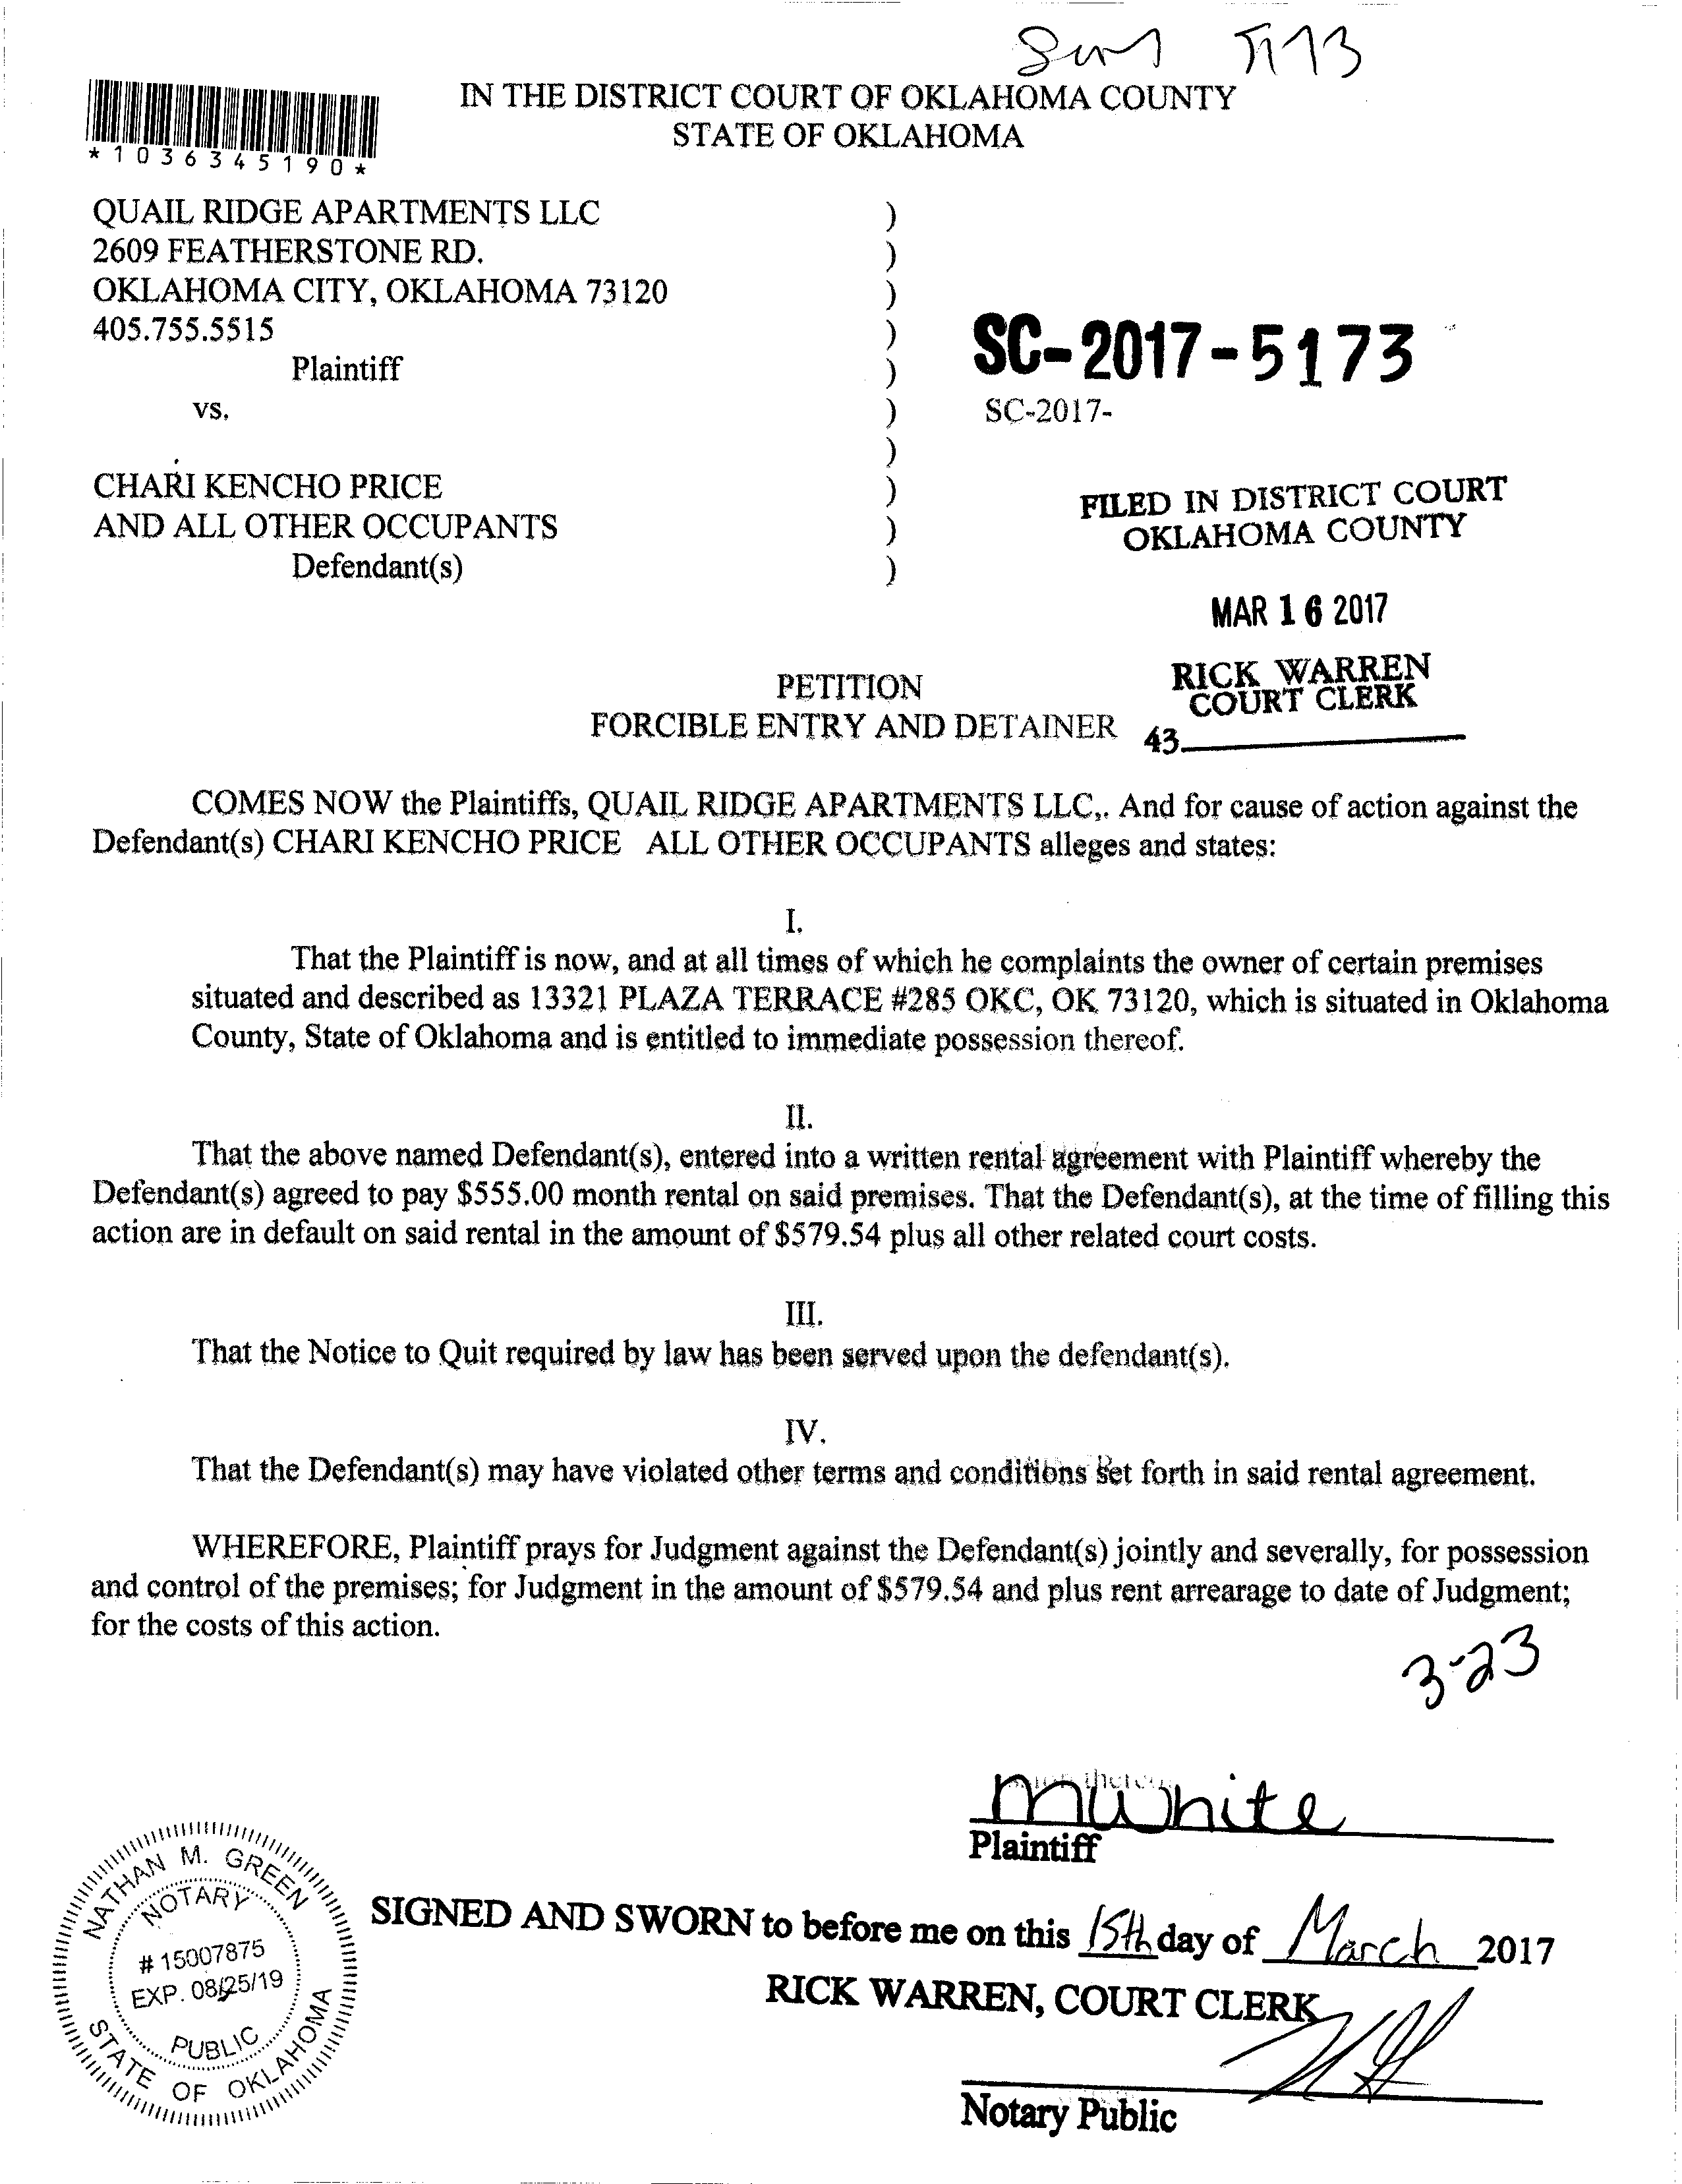 IN THE DISTRICT COURT OF OKLAHOMA COUNTY
STATE OF OKLAHOMA
*1036345190*
QUAIL RIDGE APARTMENTS LLC )
2609 FEATHERSTONE RD. )
OKLAHOMA CITY, OKLAHOMA 73120 )
405.755.5515 )
Plaintiff )
SC-2017-5173
vs. )
SC-2017-
)
CHARI KENCHO PRICE )
AND ALL OTHER OCCUPANTS )
Defendant(s) )
FILED IN DISTRICT COURT
OKLAHOMA COUNTY
MAR 16 2017
RICK WARREN
COURT CLERK
43
PETITION
FORCIBLE ENTRY AND DETAINER
COMES NOW the Plaintiffs, QUAIL RIDGE APARTMENTS LLC,. And for cause of action against the
Defendant(s) CHARI KENCHO PRICE ALL OTHER OCCUPANTS alleges and states:
I.
That the Plaintiff is now, and at all times of which he complaints the owner of certain premises
situated and described as 13321 PLAZA TERRACE #285 OKC, OK 73120, which is situated in Oklahoma
County, State of Oklahoma and is entitled to immediate possession thereof.
II.
That the above named Defendant(s), entered into a written rental agreement with Plaintiff whereby the
Defendant(s) agreed to pay $555.00 month rental on said premises. That the Defendant(s), at the time of filling this
action are in default on said rental in the amount of $579.54 plus all other related court costs.
III.
That the Notice to Quit required by law has been served upon the defendant(s).
IV.
That the Defendant(s) may have violated other terms and conditions set forth in said rental agreement.
WHEREFORE, Plaintiff prays for Judgment against the Defendant(s) jointly and severally, for possession
and control of the premises; for Judgment in the amount of $579.54 and plus rent arrearage to date of Judgment;
for the costs of this action.
3-23
MWhite
Plaintiff
NATHAN M. GREEN
NOTARY
# 15007875
EXP. 08/25/19
PUBLIC
STATE OF OKLAHOMA
SIGNED AND SWORN to before me on this 15th day of March 2017
RICK WARREN, COURT CLERK
Notary Public